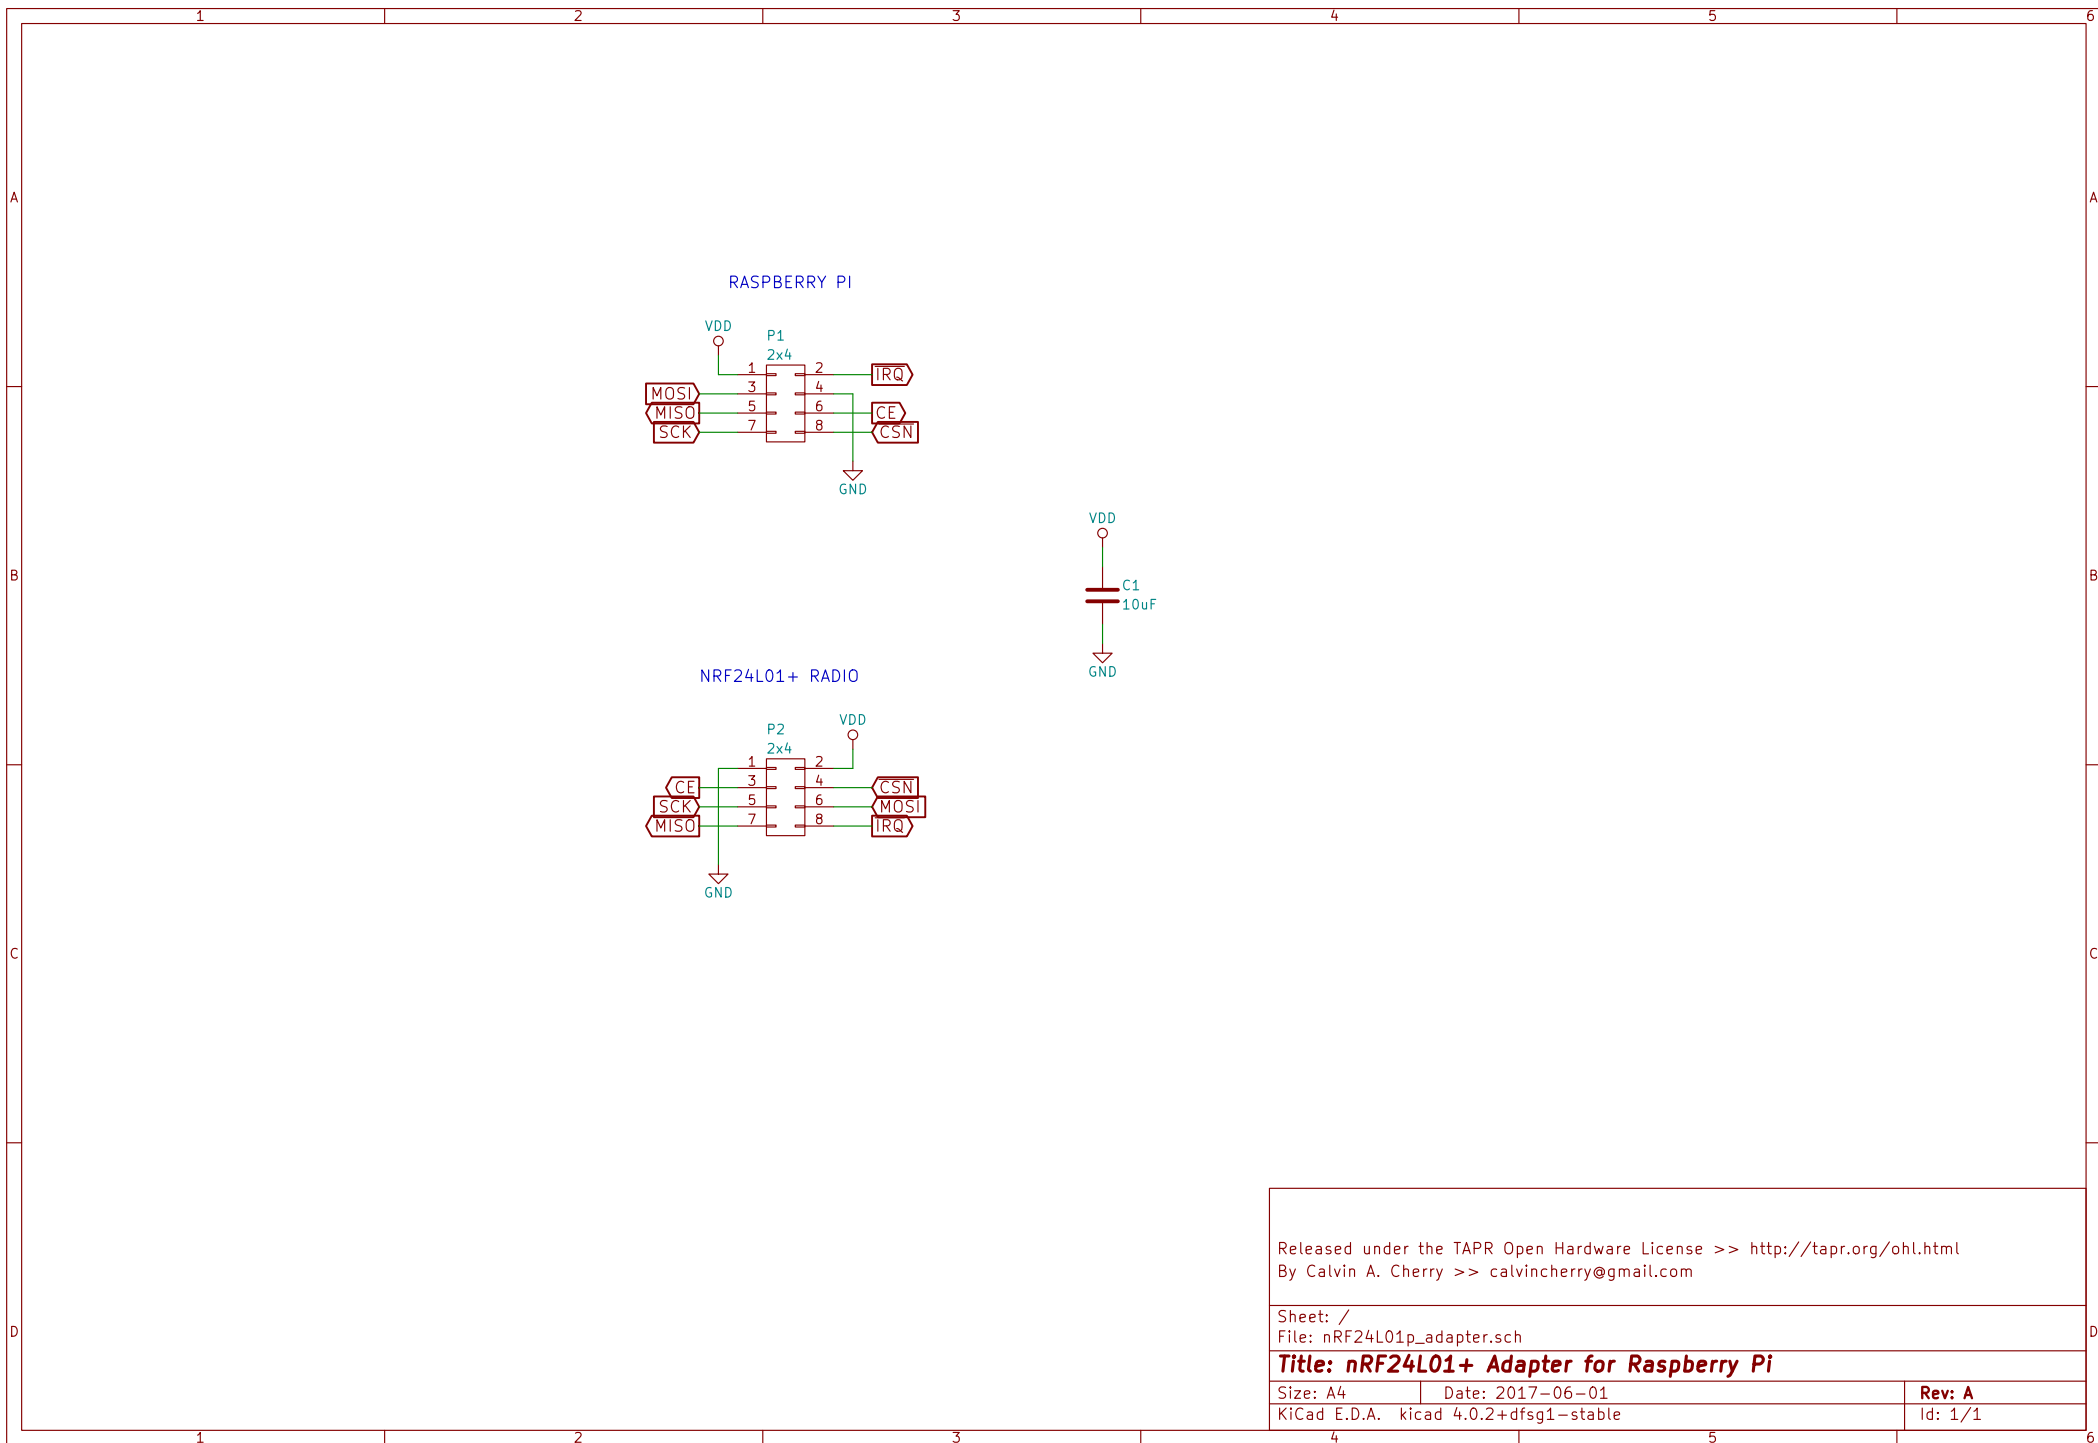 1 2 3 4 5 6
A A
RASPBERRY PI
VDD
P1
2x4
1 2 IRQ
MOSI 3 4
MISO 5 6 CE
SCK 7 8 CSN
GND
VDD
B B
C1
10uF
GND
NRF24L01+ RADIO
VDD
P2
2x4
1 2
CE 3 4 CSN
SCK 5 6 MOSI
MISO 7 8 IRQ
GND
C C
Released under the TAPR Open Hardware License >> http://tapr.org/ohl.html
By Calvin A. Cherry >> calvincherry@gmail.com
Sheet: /
D D
File: nRF24L01p_adapter.sch
Title: nRF24L01+ Adapter for Raspberry Pi
Size: A4 Date: 2017-06-01 Rev: A
KiCad E.D.A. kicad 4.0.2+dfsg1-stable Id: 1/1
1 2 3 4 5 6